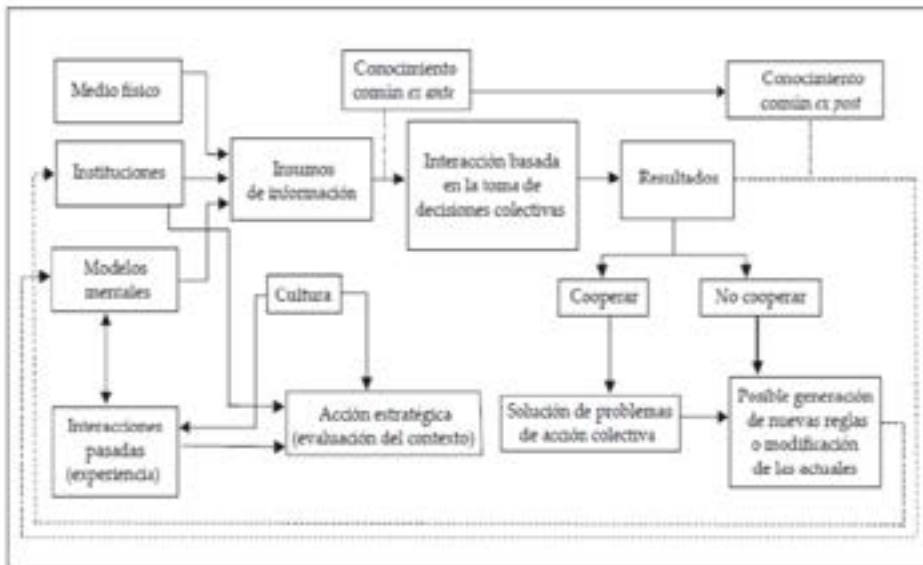 Medio físico
Instituciones
Modelos
mentales
Interacciones
pasadas
(experiencia)
Insumos
de información
Cultura
Acción estratégica
(evaluación del contexto)
Conocimiento
común ex ante
Interacción basada
en la toma de
decisiones colectivas
Resultados
Conocimiento
común ex post
Cooperar
No cooperar
Solución de problemas
de acción colectiva
Posible generación
de nuevas reglas
o modificación
de las actuales